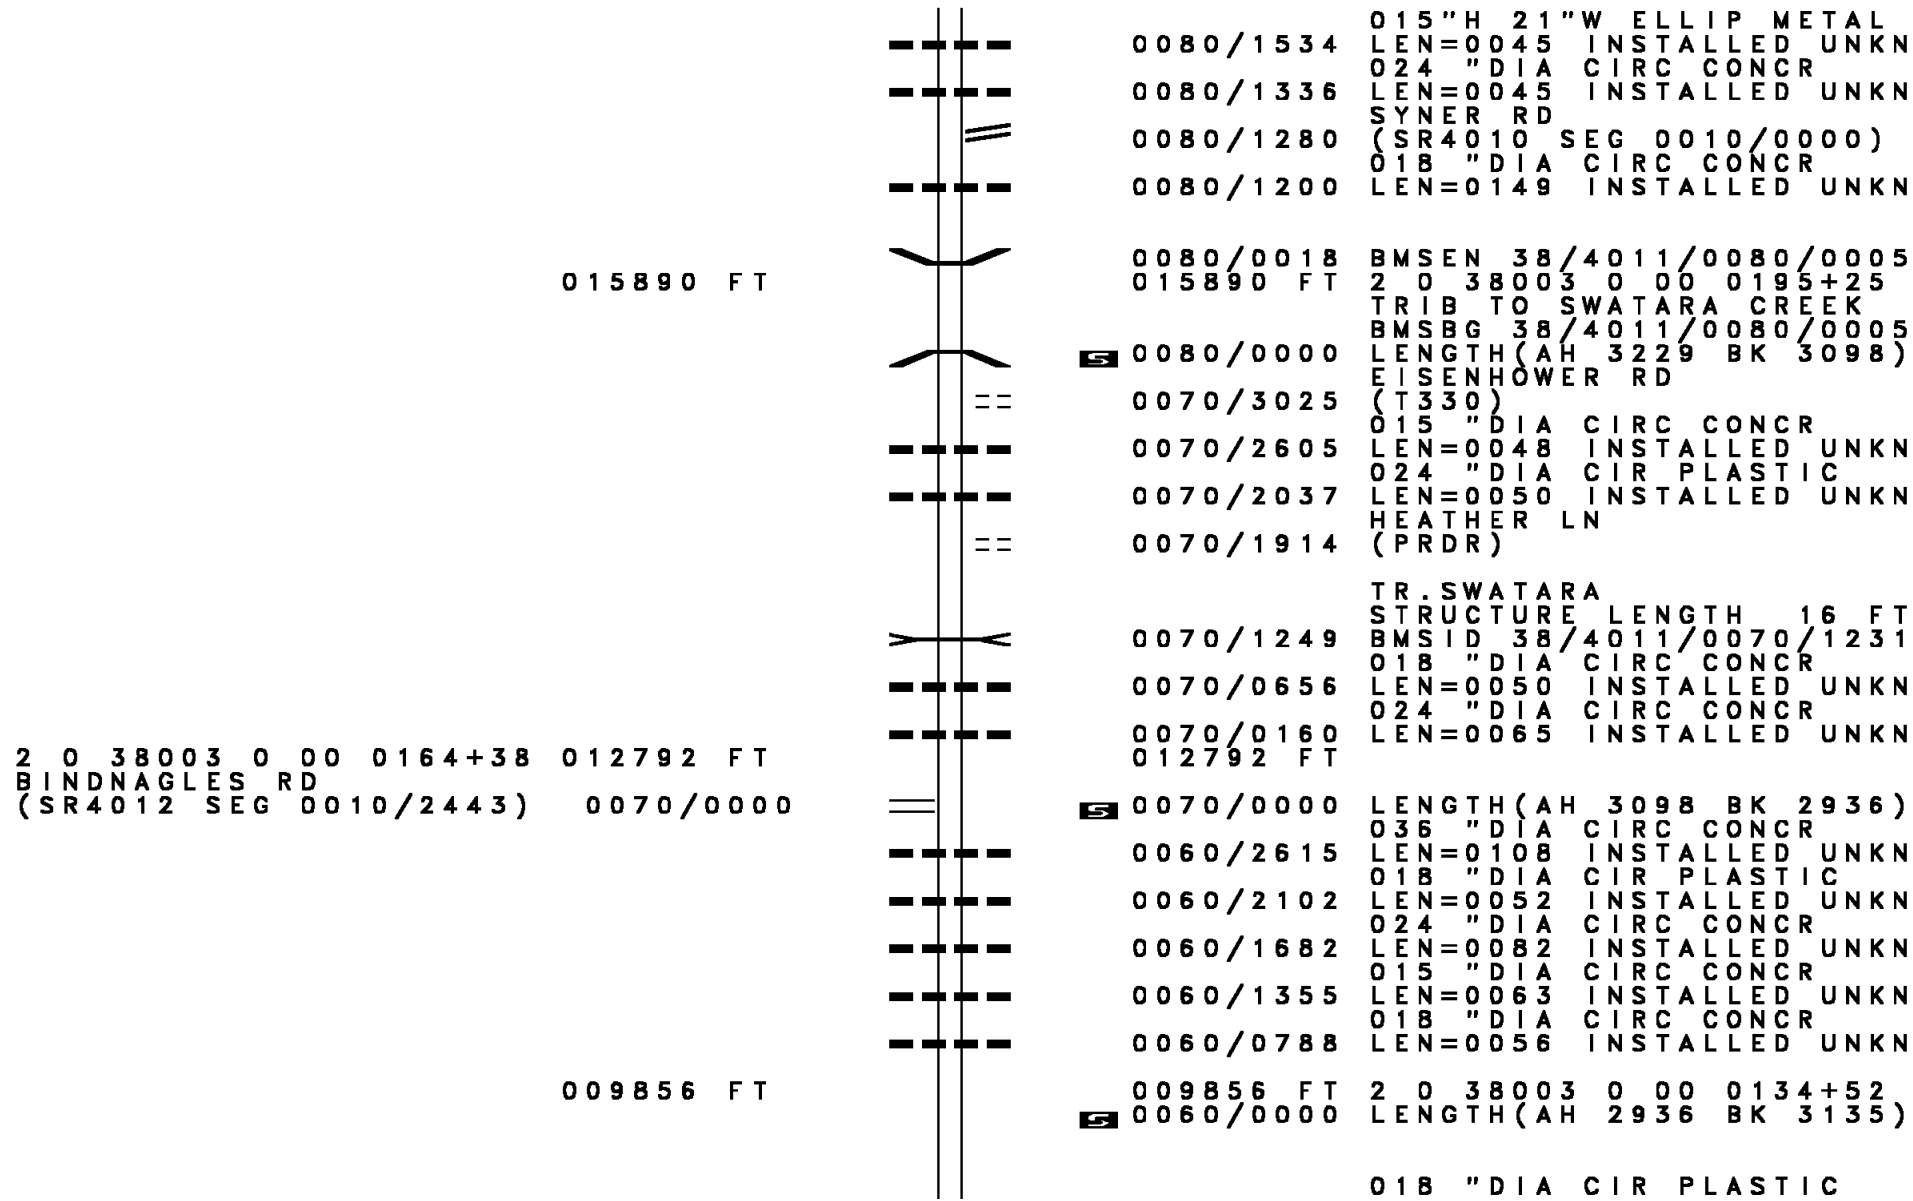 015"H 21"W ELLIP METAL
0080/1534 LEN=0045 INSTALLED UNKN
024 "DIA CIRC CONCR
0080/1336 LEN=0045 INSTALLED UNKN
SYNER RD
0080/1280 (SR4010 SEG 0010/0000)
018 "DIA CIRC CONCR
0080/1200 LEN=0149 INSTALLED UNKN
0080/0018 BMSEN 38/4011/0080/0005
015890 FT 015890 FT 2 0 38003 0 00 0195+25
TRIB TO SWATARA CREEK
BMSBG 38/4011/0080/0005
S 0080/0000 LENGTH(AH 3229 BK 3098)
EISENHOWER RD
0070/3025 (T330)
015 "DIA CIRC CONCR
0070/2605 LEN=0048 INSTALLED UNKN
024 "DIA CIR PLASTIC
0070/2037 LEN=0050 INSTALLED UNKN
HEATHER LN
0070/1914 (PRDR)
TR.SWATARA
STRUCTURE LENGTH 16 FT
0070/1249 BMSID 38/4011/0070/1231
018 "DIA CIRC CONCR
0070/0656 LEN=0050 INSTALLED UNKN
024 "DIA CIRC CONCR
0070/0160 LEN=0065 INSTALLED UNKN
2 0 38003 0 00 0164+38 012792 FT 012792 FT
BINDNAGLES RD
(SR4012 SEG 0010/2443) 0070/0000 S 0070/0000 LENGTH(AH 3098 BK 2936)
036 "DIA CIRC CONCR
0060/2615 LEN=0108 INSTALLED UNKN
018 "DIA CIR PLASTIC
0060/2102 LEN=0052 INSTALLED UNKN
024 "DIA CIRC CONCR
0060/1682 LEN=0082 INSTALLED UNKN
015 "DIA CIRC CONCR
0060/1355 LEN=0063 INSTALLED UNKN
018 "DIA CIRC CONCR
0060/0788 LEN=0056 INSTALLED UNKN
009856 FT 009856 FT 2 0 38003 0 00 0134+52
S 0060/0000 LENGTH(AH 2936 BK 3135)
018 "DIA CIR PLASTIC